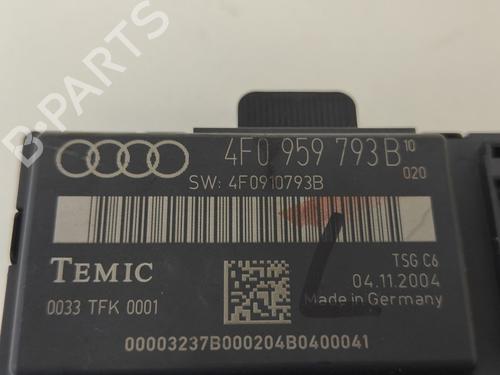 B-PARTS
4F0 959 793B 10
020
SW: 4F0910793B
TEMIC
TSG C6
04.11.2004
0033 TFK 0001
Made in Germany
00003237B000204B0400041